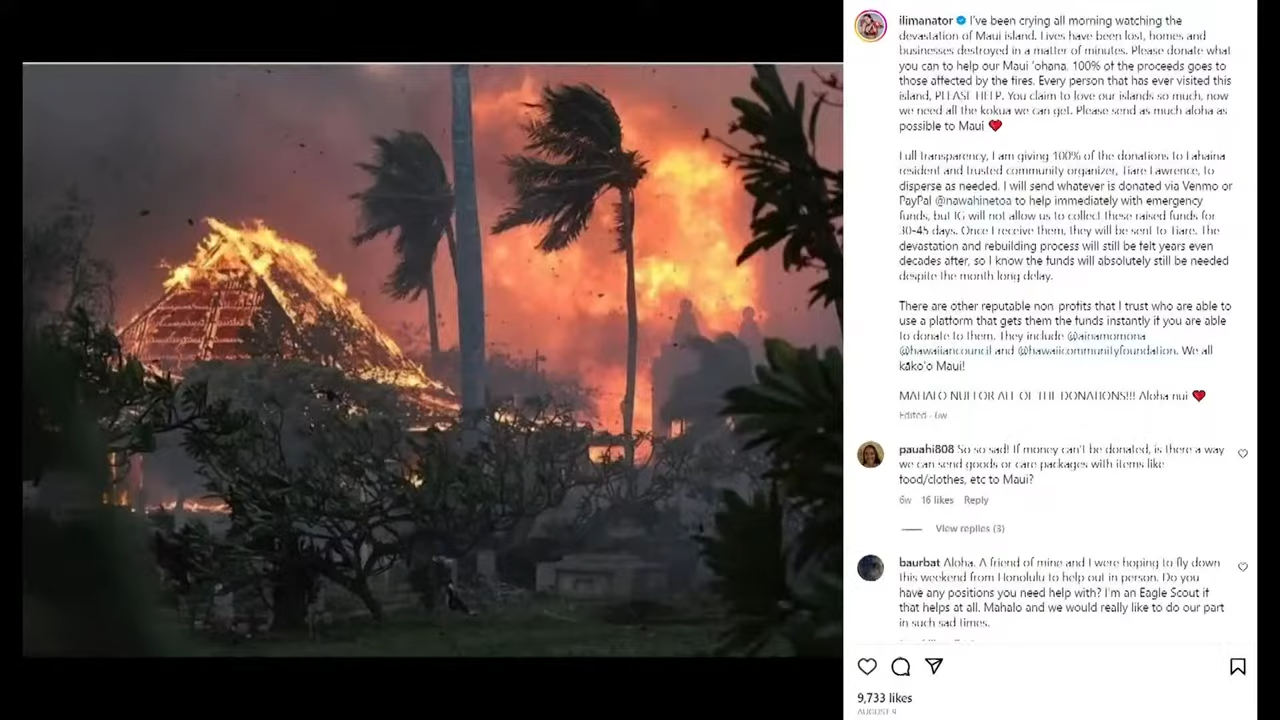 ilimanator I've been crying all morning watching the
devastation of Maui island. Lives have been lost, homes and
businesses destroyed in a matter of minutes. Please donate what
you can to help our Maui 'ohana. 100% of the proceeds goes to
those affected by the fires. Every person that has ever visited this
island, PLEASE HELP. You claim to love our islands so much, now
we need all the kokua we can get. Please send as much aloha as
possible to Maui ❤️
Full transparency, I am giving 100% of the donations to Lahaina
resident and trusted community organizer, Tiare Lawrence, to
disperse as needed. I will send whatever is donated via Venmo or
PayPal @nawahinetoa to help immediately with emergency
funds, but IG will not allow us to collect these raised funds for
30-45 days. Once I receive them, they will be sent to Tiare. The
devastation and rebuilding process will still be felt years even
decades after, so I know the funds will absolutely still be needed
despite the month long delay.
There are other reputable non-profits that I trust who are able to
use a platform that gets them the funds instantly if you are able
to donate to them. They include @ainamomona
@hawaiiancouncil and @hawaiicommunityfoundation. We all
kāko'o Maui!
MAHALO NUI FOR ALL OF THE DONATIONS!!! Aloha nui ❤️
Edited · 6w
pauahi808 So so sad! If money can't be donated, is there a way
we can send goods or care packages with items like
food/clothes, etc to Maui?
6w 16 likes Reply
View replies (3)
baurbat Aloha. A friend of mine and I were hoping to fly down
this weekend from Honolulu to help out in person. Do you
have any positions you need help with? I'm an Eagle Scout if
that helps at all. Mahalo and we would really like to do our part
in such sad times.
9,733 likes
AUGUST 9